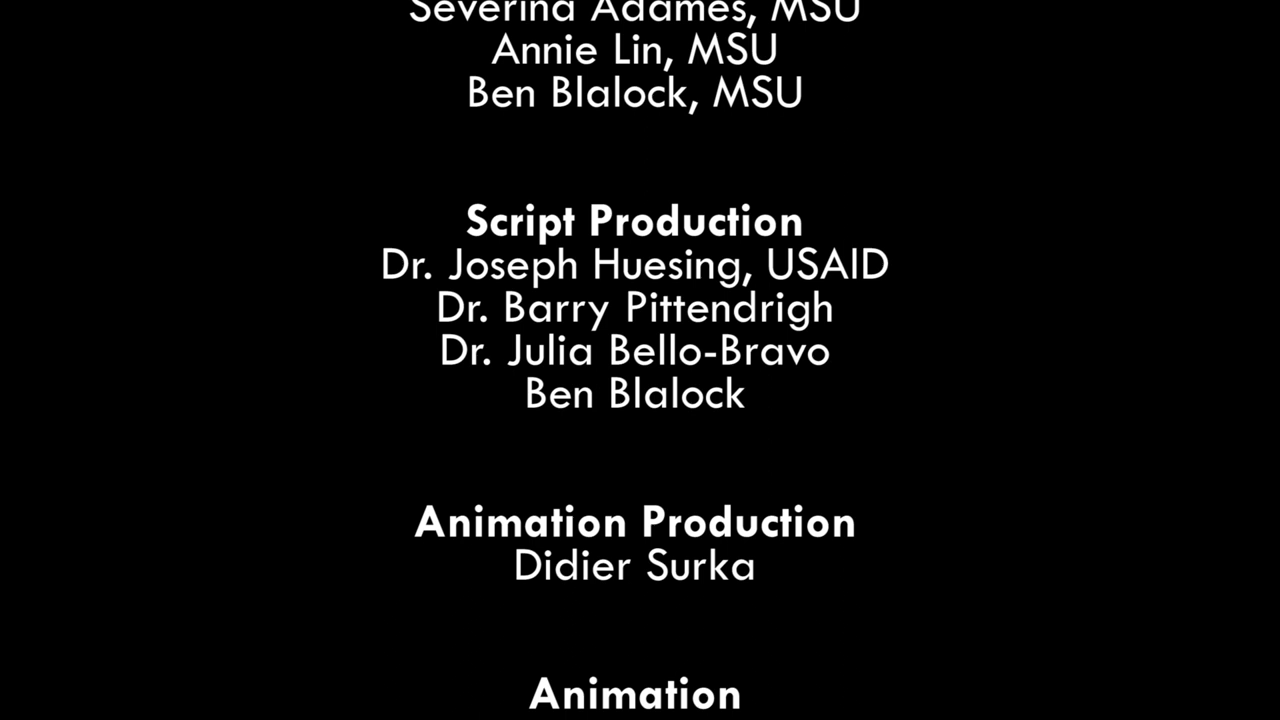 Severina Adames, MSU
Annie Lin, MSU
Ben Blalock, MSU
Script Production
Dr. Joseph Huesing, USAID
Dr. Barry Pittendrigh
Dr. Julia Bello-Bravo
Ben Blalock
Animation Production
Didier Surka
Animation